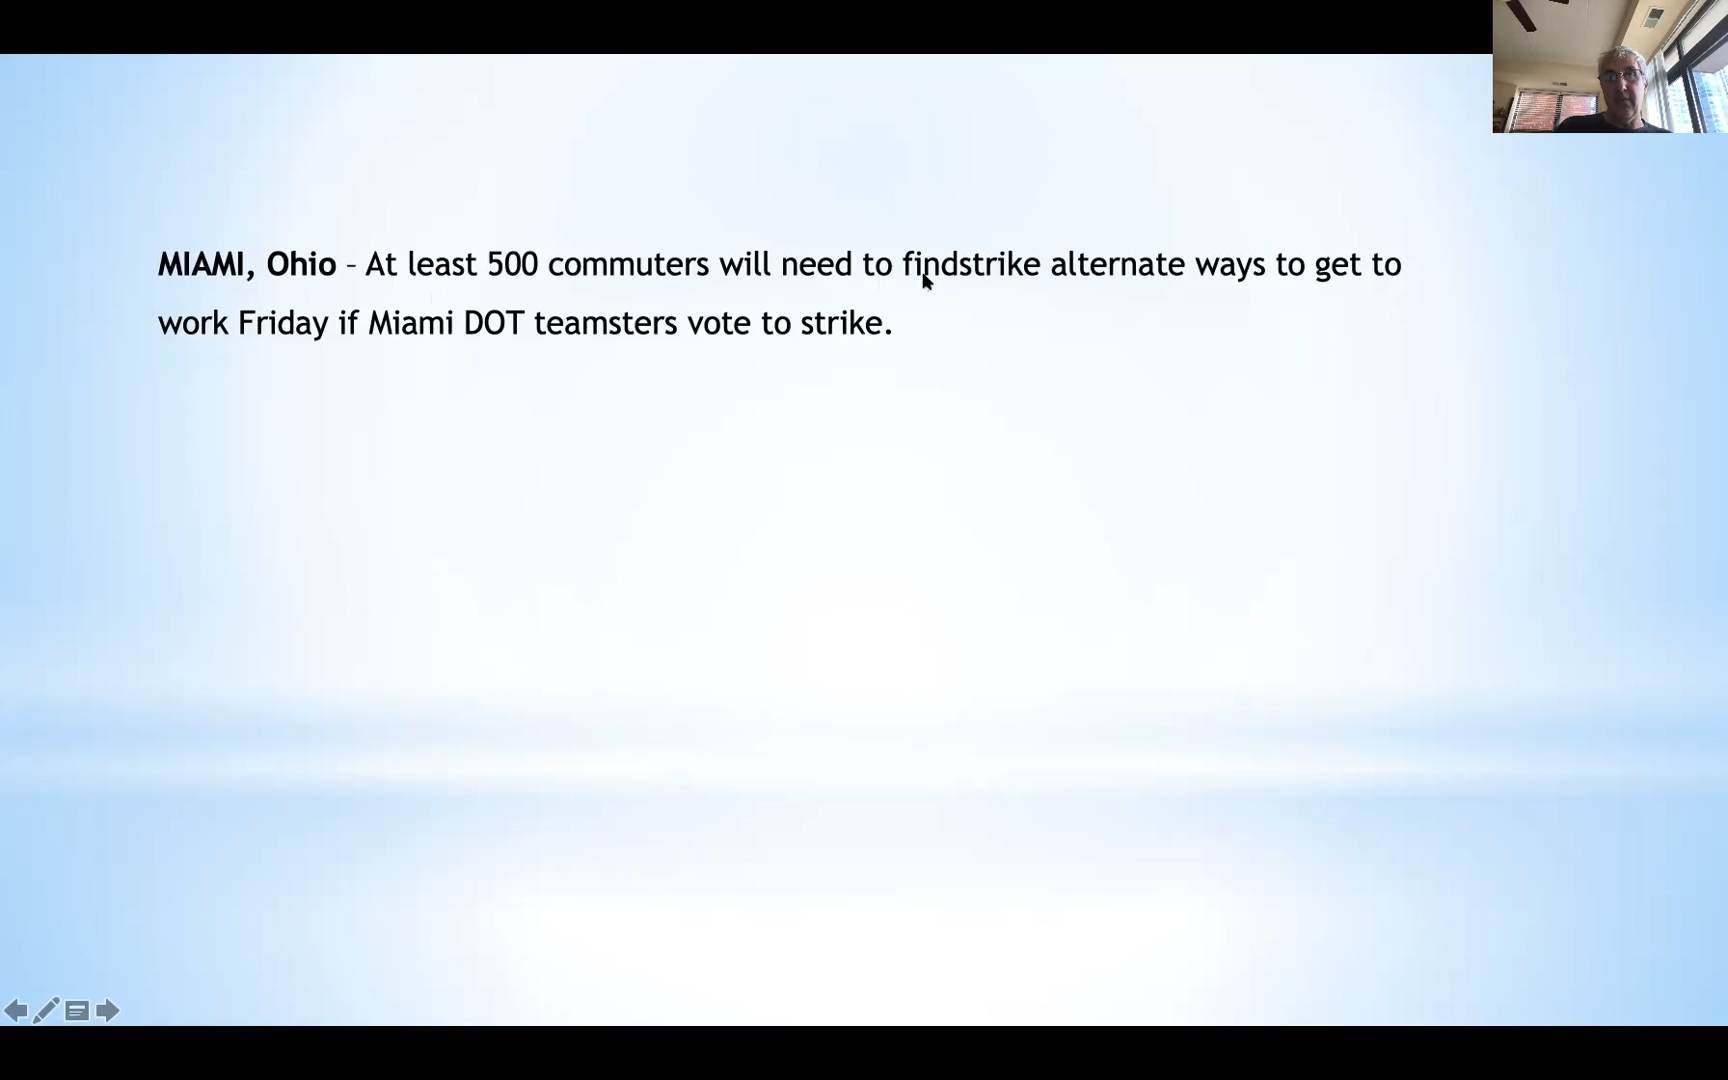 MIAMI, Ohio – At least 500 commuters will need to findstrike alternate ways to get to
work Friday if Miami DOT teamsters vote to strike.